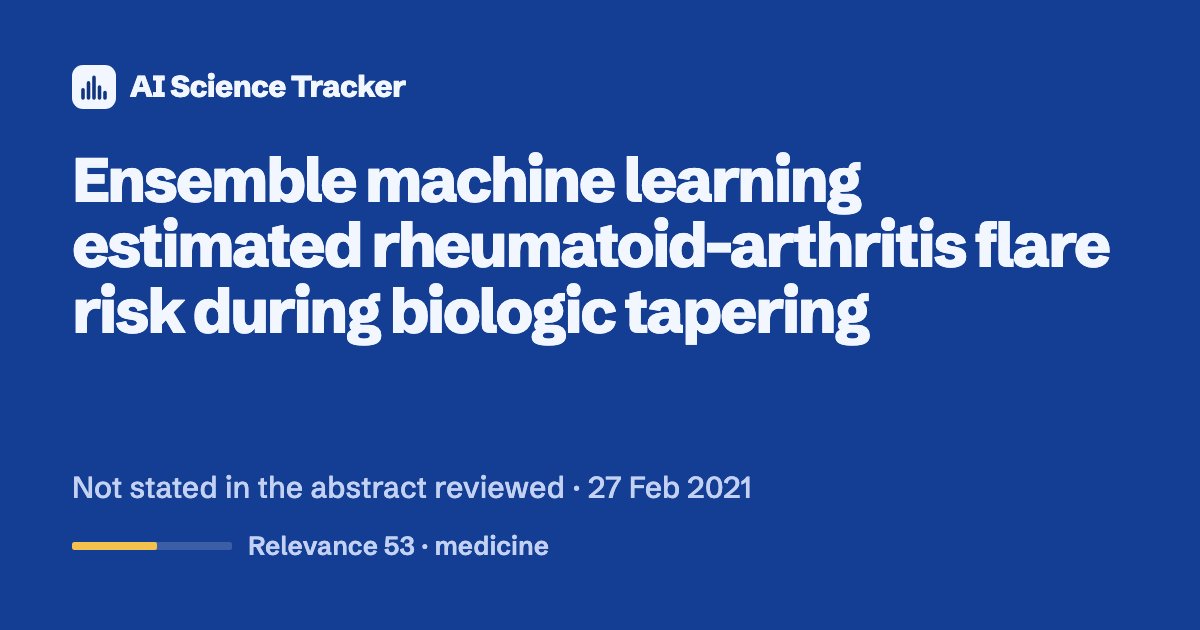 AI Science Tracker
Ensemble machine learning
estimated rheumatoid-arthritis flare
risk during biologic tapering
Not stated in the abstract reviewed · 27 Feb 2021
Relevance 53 · medicine